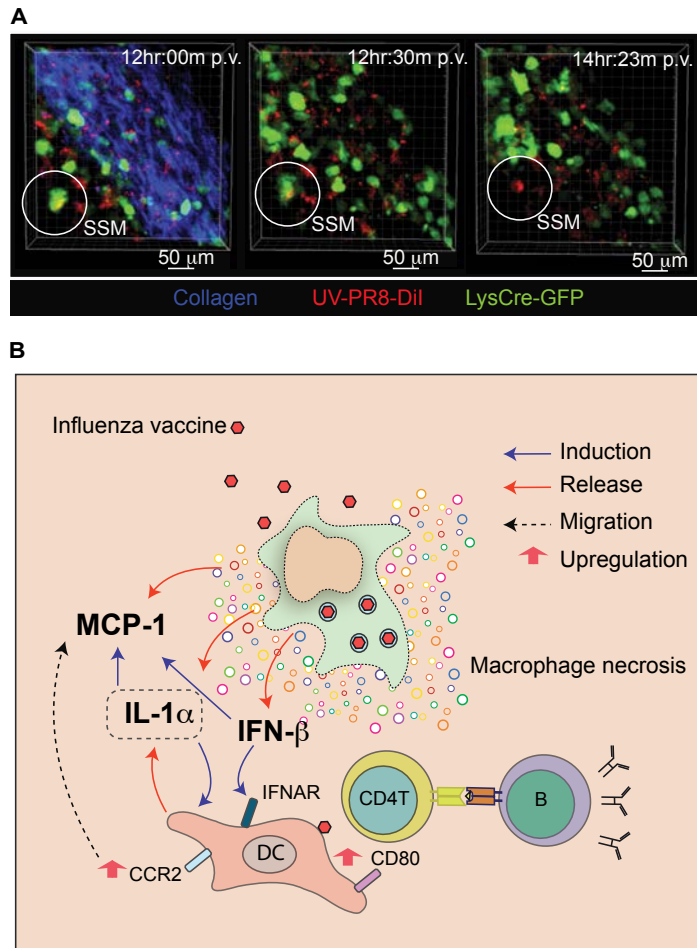 A
12hr:00m p.v.
12hr:30m p.v.
14hr:23m p.v.
SSM
SSM
SSM
50 μm
50 μm
50 μm
Collagen
UV-PR8-DiI
LysCre-GFP
B
Influenza vaccine
Induction
Release
Migration
Upregulation
MCP-1
Macrophage necrosis
IL-1α
IFN-β
IFNAR
CD4T
B
DC
CCR2
CD80